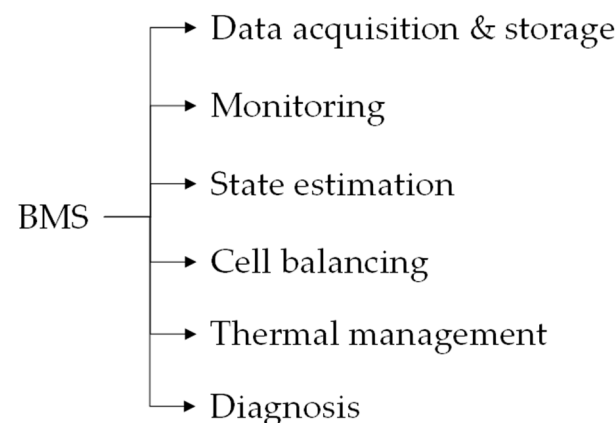 Data acquisition & storage
Monitoring
State estimation
BMS
Cell balancing
Thermal management
Diagnosis